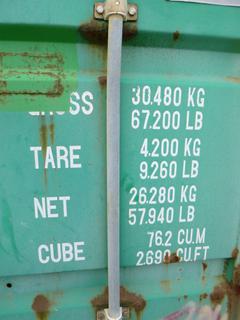 GROSS 30.480 KG
67.200 LB
TARE 4.200 KG
9.260 LB
NET 26.280 KG
57.940 LB
CUBE 76.2 CU.M
2.690 CU.FT